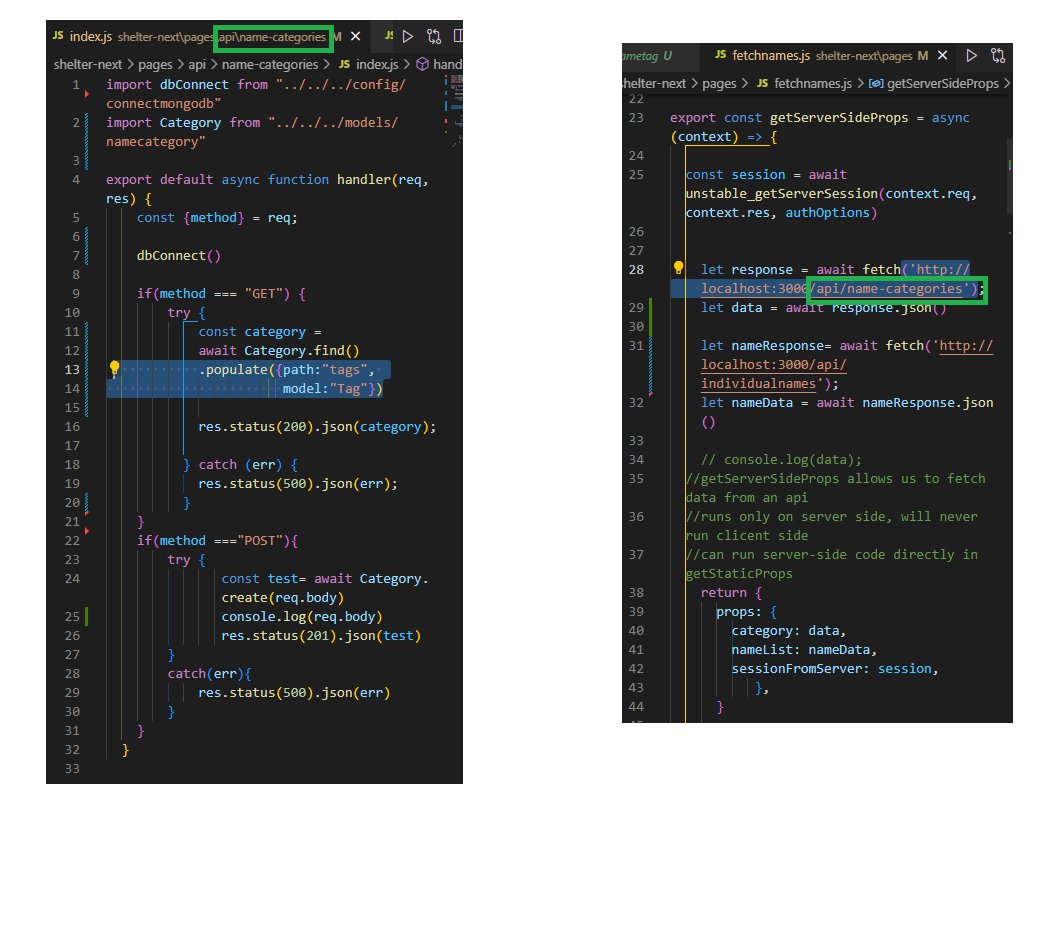 JS index.js shelter-next\pages\api\name-categories M
shelter-next > pages > api > name-categories > JS index.js > hand
1 import dbConnect from "../../../config/
connectmongodb"
2 import Category from "../../../models/
namecategory"
3
4 export default async function handler(req,
res) {
5 const {method} = req;
6
7 dbConnect()
8
9 if(method === "GET") {
10 try {
11 const category =
12 await Category.find()
13 .populate({path:"tags",
14 model:"Tag"})
15
16 res.status(200).json(category);
17
18 } catch (err) {
19 res.status(500).json(err);
20 }
21 }
22 if(method ==="POST"){
23 try {
24 const test= await Category.
create(req.body)
25 console.log(req.body)
26 res.status(201).json(test)
27 }
28 catch(err){
29 res.status(500).json(err)
30 }
31 }
32 }
33
ametag U JS fetchnames.js shelter-next\pages M
shelter-next > pages > JS fetchnames.js > getServerSideProps >
22
23 export const getServerSideProps = async
(context) => {
24
25 const session = await
unstable_getServerSession(context.req,
context.res, authOptions)
26
27
28 let response = await fetch('http://
localhost:3000/api/name-categories');
29 let data = await response.json()
30
31 let nameResponse= await fetch('http://
localhost:3000/api/
individualnames');
32 let nameData = await nameResponse.json
()
33
34 // console.log(data);
35 //getServerSideProps allows us to fetch
data from an api
36 //runs only on server side, will never
run clicent side
37 //can run server-side code directly in
getStaticProps
38 return {
39 props: {
40 category: data,
41 nameList: nameData,
42 sessionFromServer: session,
43 },
44 }